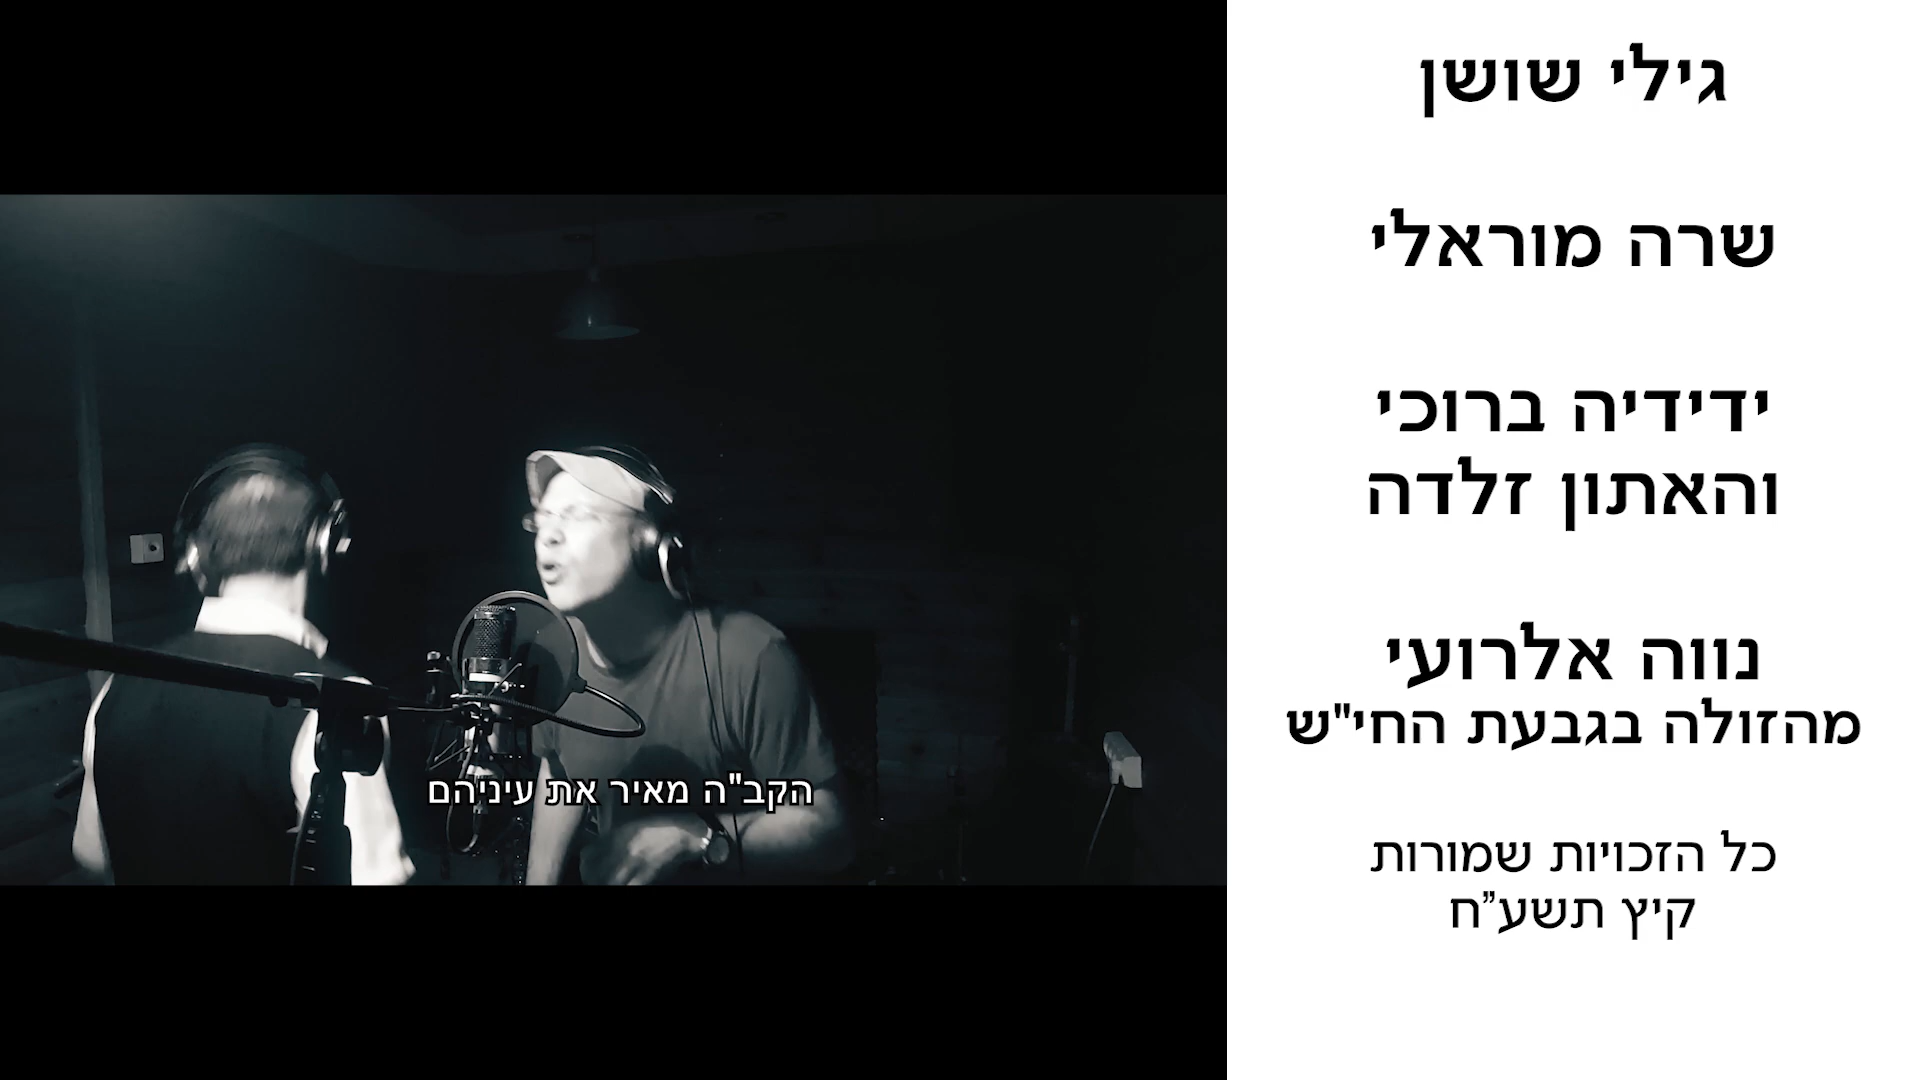 גילי שושן
שרה מוראלי
ידידיה ברוכי
והאתון זלדה
נווה אלרועי
מהזולה בגבעת החי"ש
כל הזכויות שמורות
קיץ תשע”ח
הקב"ה מאיר את עיניהם